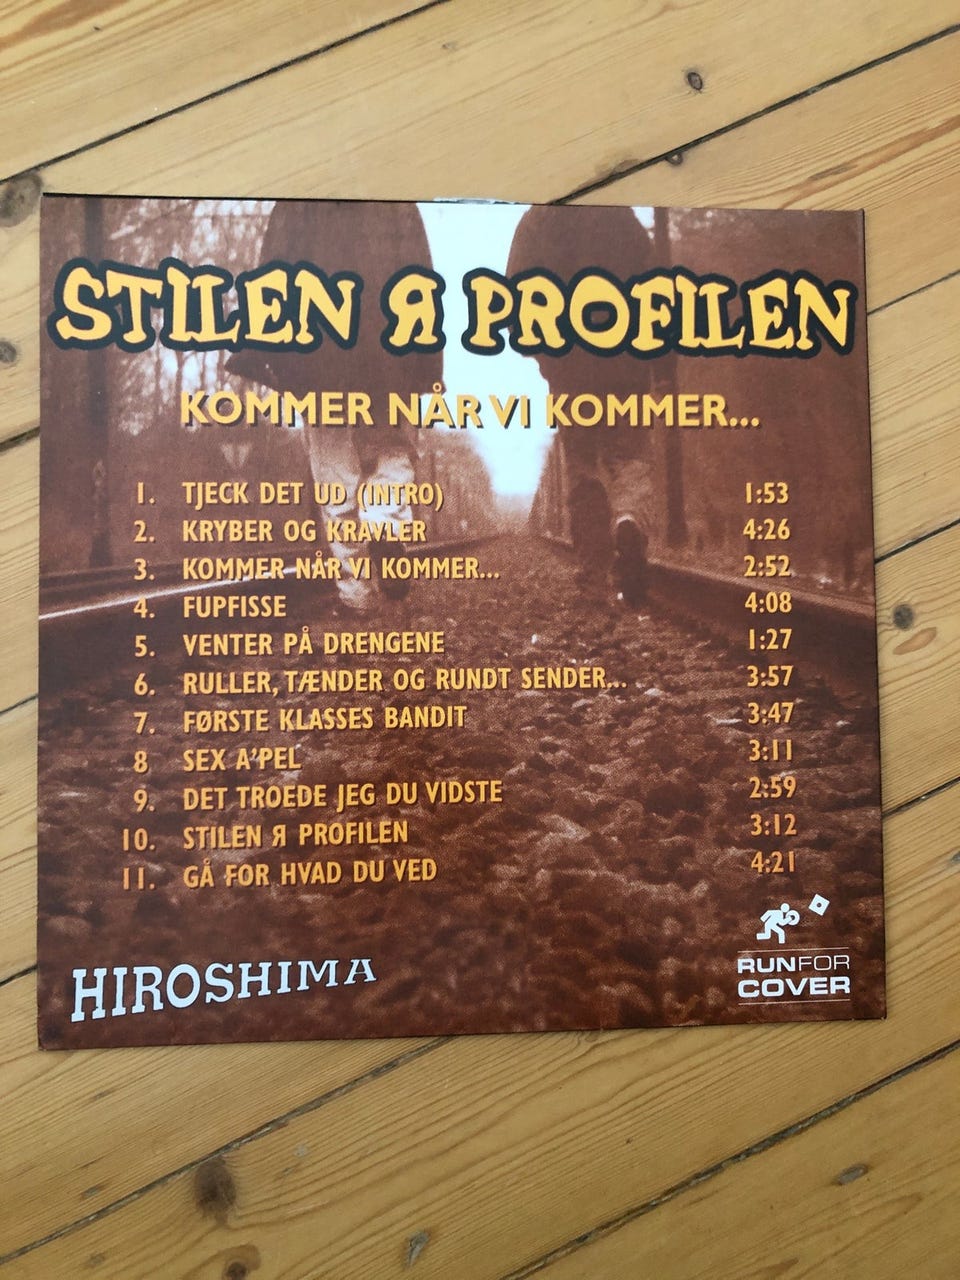 STILEN Я PROFILEN
KOMMER NÅR VI KOMMER...
1. TJECK DET UD (INTRO) 1:53
2. KRYBER OG KRAVLER 4:26
3. KOMMER NÅR VI KOMMER... 2:52
4. FUPFISSE 4:08
5. VENTER PÅ DRENGENE 1:27
6. RULLER, TÆNDER OG RUNDT SENDER... 3:57
7. FØRSTE KLASSES BANDIT 3:47
8 SEX A'PEL 3:11
9. DET TROEDE JEG DU VIDSTE 2:59
10. STILEN Я PROFILEN 3:12
11. GÅ FOR HVAD DU VED 4:21
HIROSHIMA
RUNFOR
COVER